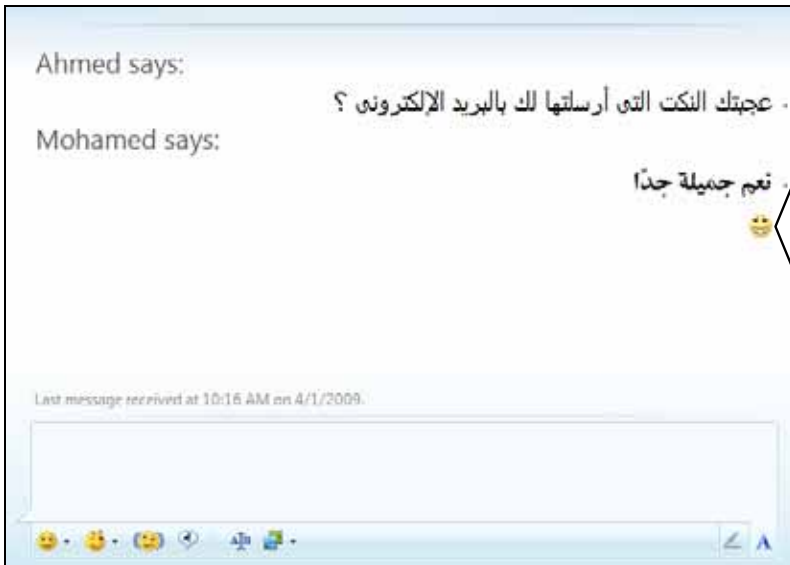 Ahmed says:
عجبتك النكت التى أرسلتها لك بالبريد الإلكترونى ؟
Mohamed says:
نعم جميلة جدًا
Last message received at 10:16 AM on 4/1/2009.
A